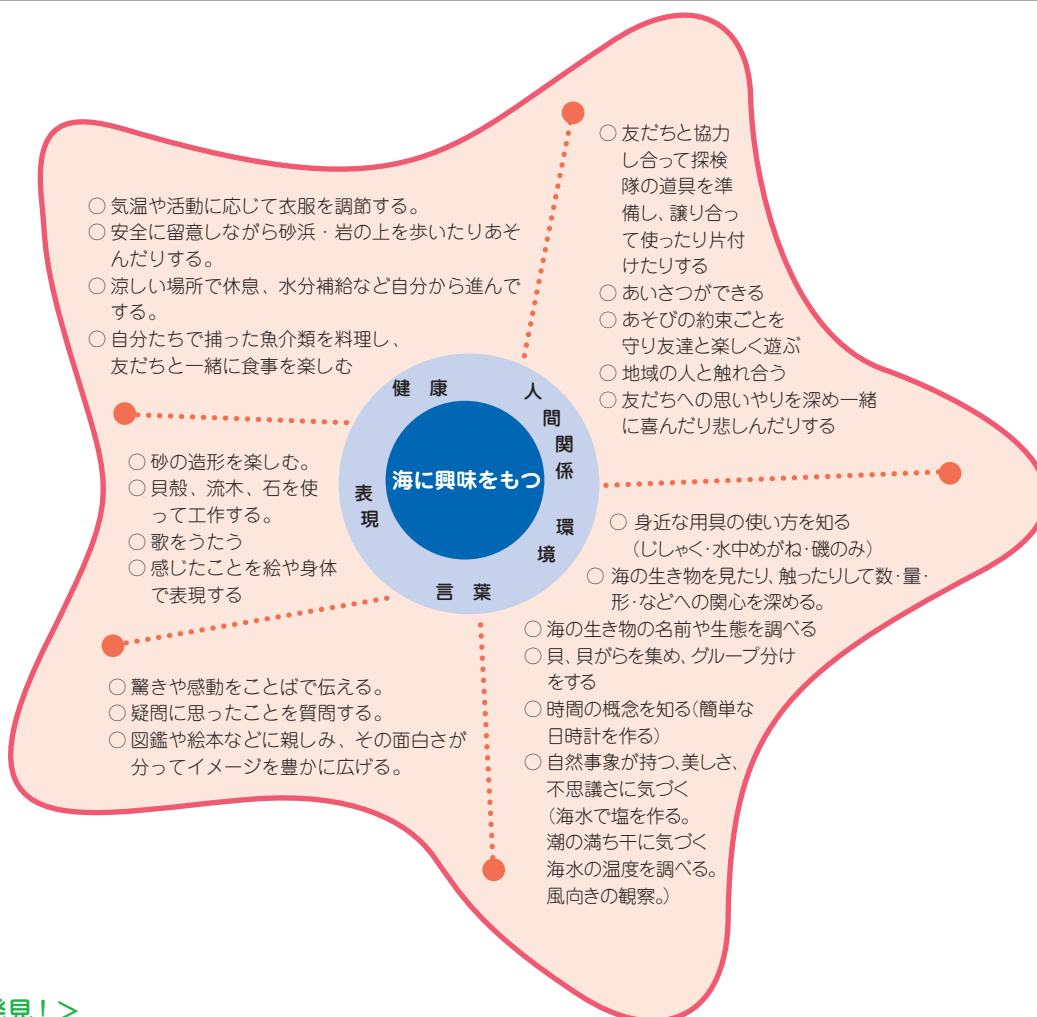 ○ 気温や活動に応じて衣服を調節する。
○ 安全に留意しながら砂浜・岩の上を歩いたりあそ
んだりする。
○ 涼しい場所で休息、水分補給など自分から進んで
する。
○ 自分たちで捕った魚介類を料理し、
友だちと一緒に食事を楽しむ
○ 友だちと協力
し合って探検
隊の道具を準
備し、譲り合っ
て使ったり片付
けたりする
○ あいさつができる
○ あそびの約束ごとを
守り友達と楽しく遊ぶ
○ 地域の人と触れ合う
○ 友だちへの思いやりを深め一緒
に喜んだり悲しんだりする
健康
人間関係
環境
言葉
表現
海に興味をもつ
○ 砂の造形を楽しむ。
○ 貝殻、流木、石を使
って工作する。
○ 歌をうたう
○ 感じたことを絵や身体
で表現する
○ 身近な用具の使い方を知る
（じしゃく・水中めがね・磯のみ）
○ 海の生き物を見たり、触ったりして数・量・
形・などへの関心を深める。
○ 海の生き物の名前や生態を調べる
○ 貝、貝がらを集め、グループ分け
をする
○ 時間の概念を知る（簡単な
日時計を作る）
○ 自然事象が持つ、美しさ、
不思議さに気づく
（海水で塩を作る。
潮の満ち干に気づく
海水の温度を調べる。
風向きの観察。）
○ 驚きや感動をことばで伝える。
○ 疑問に思ったことを質問する。
○ 図鑑や絵本などに親しみ、その面白さが
分ってイメージを豊かに広げる。
発見！＞